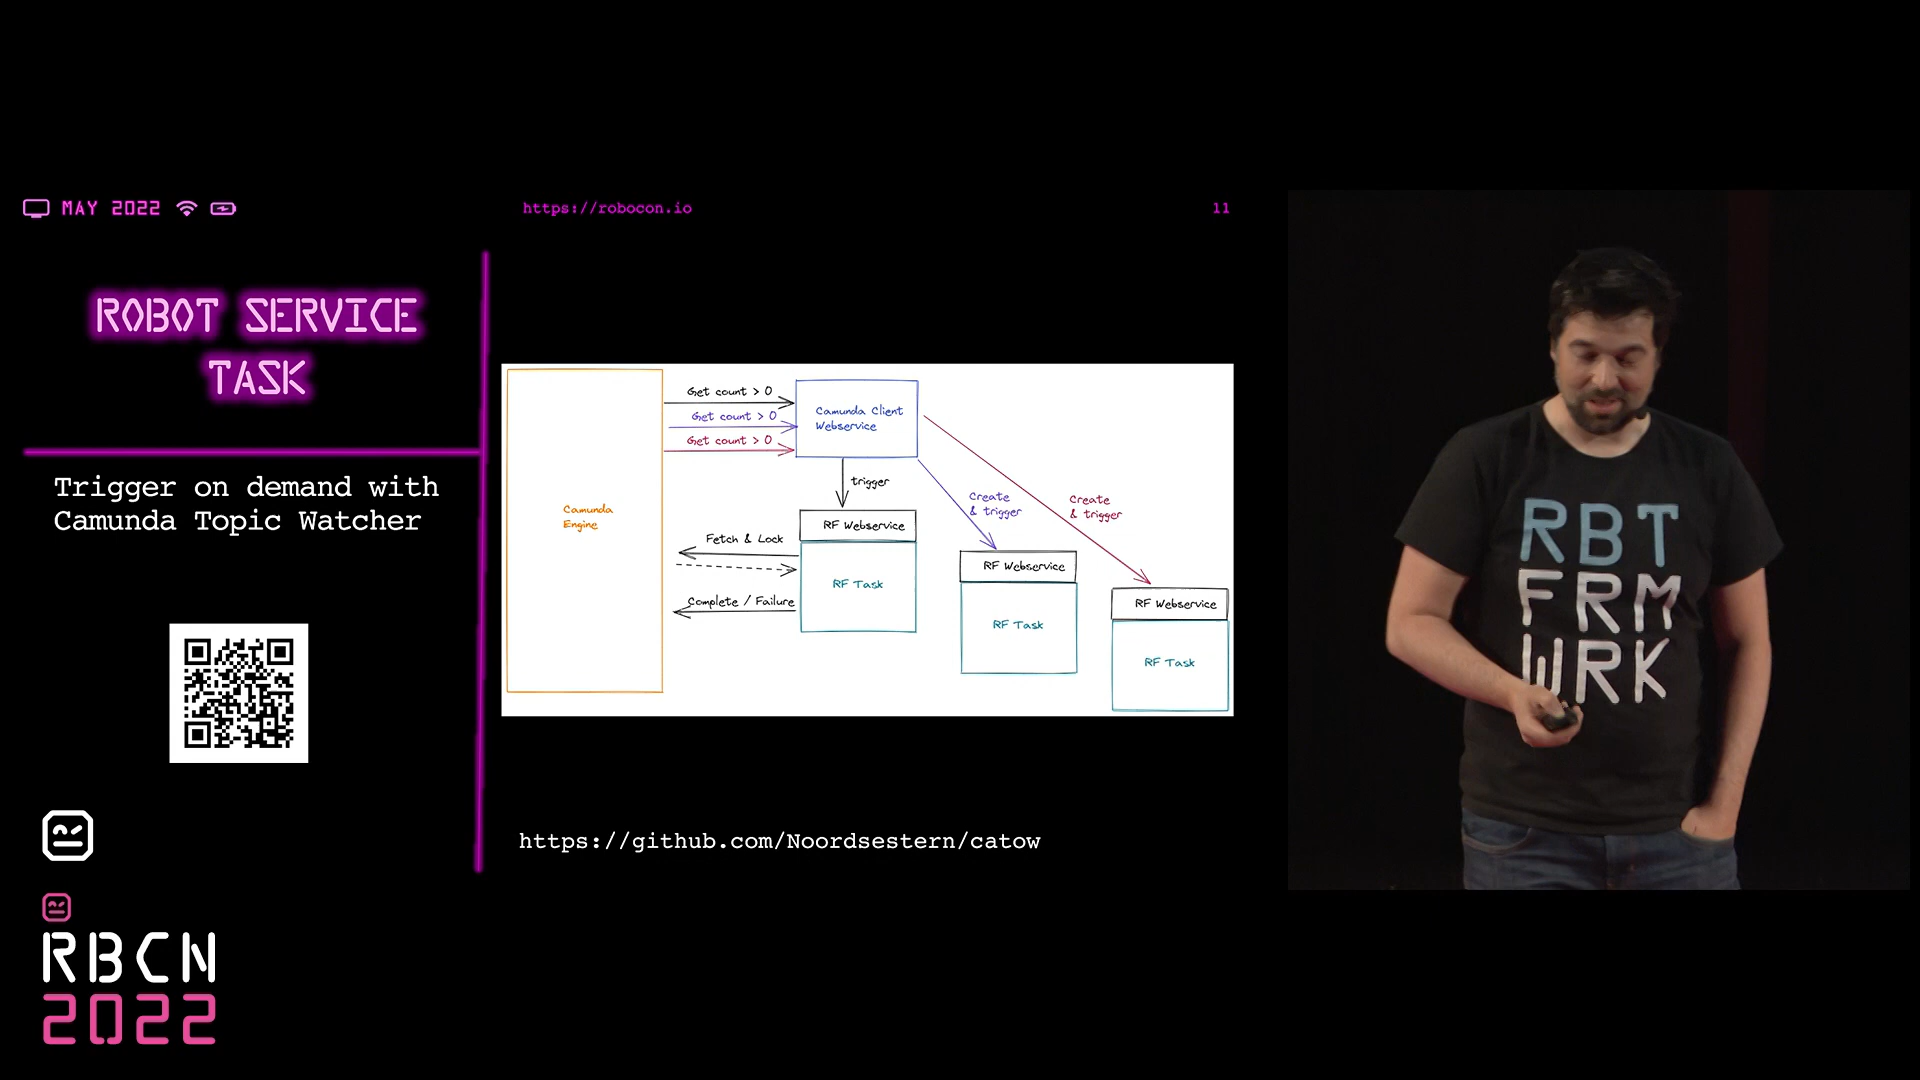 MAY 2022
https://robocon.io
11
ROBOT SERVICE
TASK
Trigger on demand with
Camunda Topic Watcher
Get count > 0
Get count > 0
Get count > 0
Camunda Client
Webservice
trigger
Create
& trigger
Create
& trigger
Camunda
Engine
RF Webservice
Fetch & Lock
RF Task
Complete / Failure
RF Webservice
RF Task
RF Webservice
RF Task
https://github.com/Noordsestern/catow
RBCN
2022
RBT
FRM
WRK